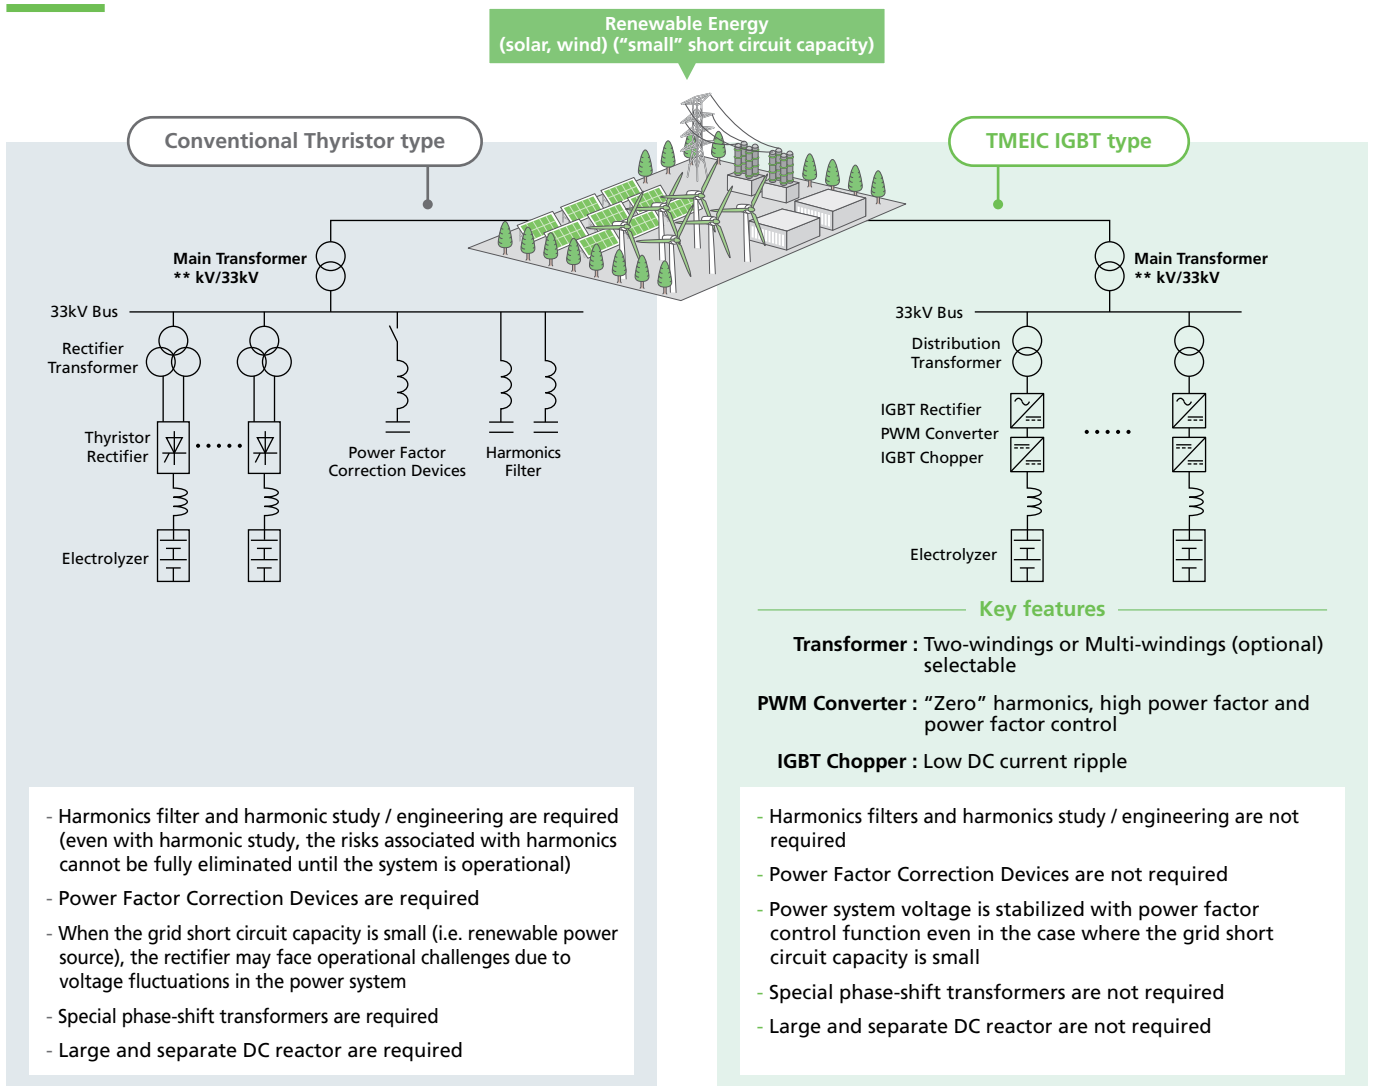 Renewable Energy
(solar, wind) (“small” short circuit capacity)
Conventional Thyristor type
Main Transformer
** kV/33kV
33kV Bus
Rectifier
Transformer
Thyristor
Rectifier
Power Factor
Correction Devices
Harmonics
Filter
Electrolyzer
- Harmonics filter and harmonic study / engineering are required
(even with harmonic study, the risks associated with harmonics
cannot be fully eliminated until the system is operational)
- Power Factor Correction Devices are required
- When the grid short circuit capacity is small (i.e. renewable power
source), the rectifier may face operational challenges due to
voltage fluctuations in the power system
- Special phase-shift transformers are required
- Large and separate DC reactor are required
TMEIC IGBT type
Main Transformer
** kV/33kV
33kV Bus
Distribution
Transformer
IGBT Rectifier
PWM Converter
IGBT Chopper
Electrolyzer
Key features
Transformer : Two-windings or Multi-windings (optional)
selectable
PWM Converter : “Zero” harmonics, high power factor and
power factor control
IGBT Chopper : Low DC current ripple
- Harmonics filters and harmonics study / engineering are not
required
- Power Factor Correction Devices are not required
- Power system voltage is stabilized with power factor
control function even in the case where the grid short
circuit capacity is small
- Special phase-shift transformers are not required
- Large and separate DC reactor are not required